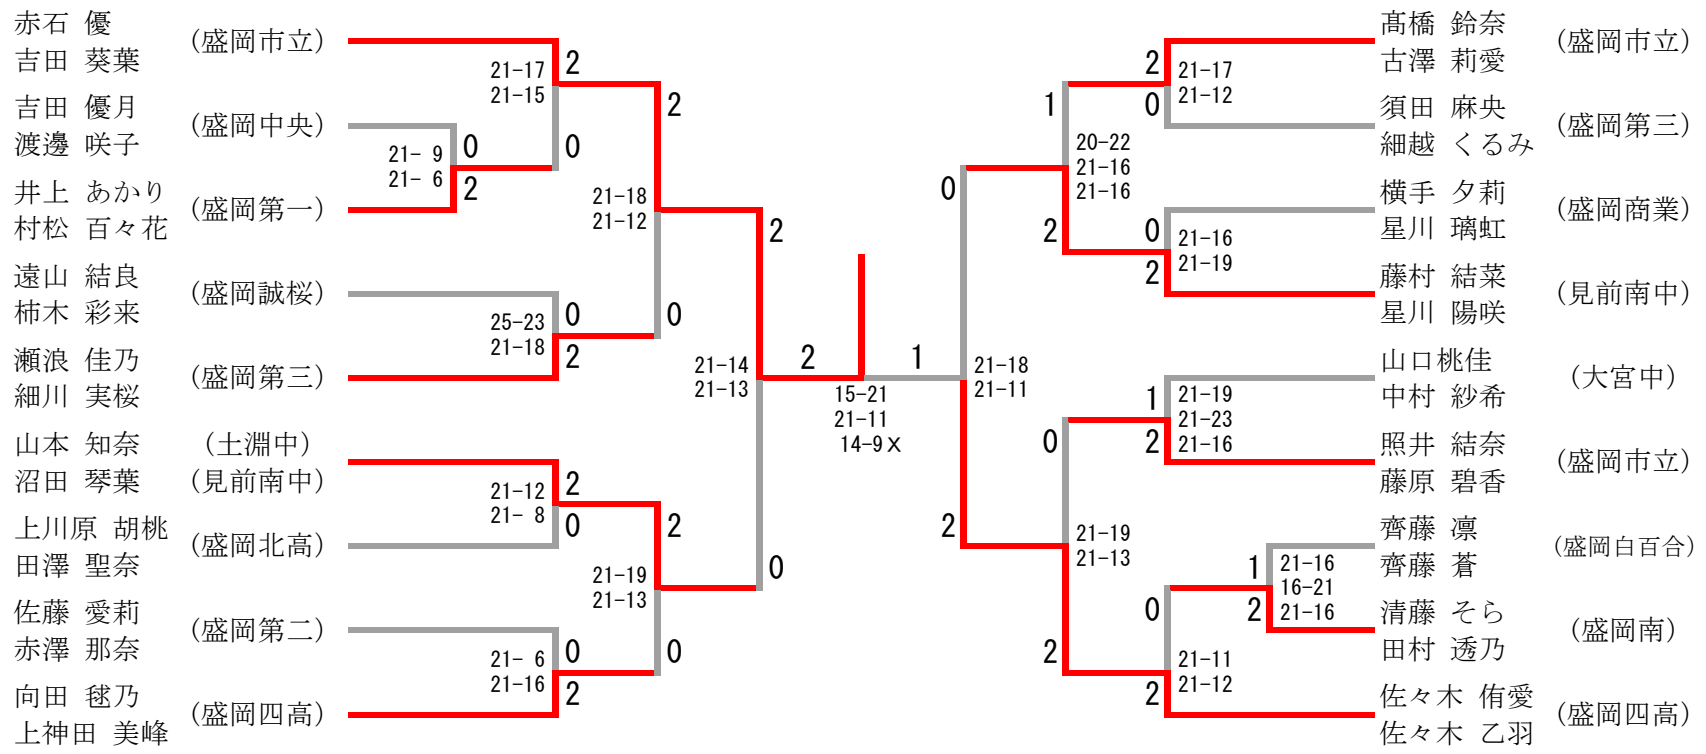 赤石 優
吉田 葵葉
(盛岡市立)
吉田 優月
渡邊 咲子
(盛岡中央)
井上 あかり
村松 百々花
(盛岡第一)
遠山 結良
柿木 彩来
(盛岡誠桜)
瀬浪 佳乃
細川 実桜
(盛岡第三)
山本 知奈
(土淵中)
沼田 琴葉
(見前南中)
上川原 胡桃
田澤 聖奈
(盛岡北高)
佐藤 愛莉
赤澤 那奈
(盛岡第二)
向田 毬乃
上神田 美峰
(盛岡四高)
21-17
21-15
2
0
21- 9
21- 6
0
2
25-23
21-18
0
2
21-12
21- 8
2
0
21- 6
21-16
0
2
21-18
21-12
2
0
21-19
21-13
2
0
21-14
21-13
2
0
2
1
15-21
21-11
14-9X
21-18
21-11
0
2
20-22
21-16
21-16
1
2
21-19
21-13
0
2
21-17
21-12
2
0
21-16
21-19
0
2
21-19
21-23
21-16
1
2
21-16
16-21
21-16
1
2
21-11
21-12
0
2
髙橋 鈴奈
古澤 莉愛
(盛岡市立)
須田 麻央
細越 くるみ
(盛岡第三)
横手 夕莉
星川 璃虹
(盛岡商業)
藤村 結菜
星川 陽咲
(見前南中)
山口桃佳
中村 紗希
(大宮中)
照井 結奈
藤原 碧香
(盛岡市立)
齊藤 凛
齊藤 蒼
(盛岡白百合)
清藤 そら
田村 透乃
(盛岡南)
佐々木 侑愛
佐々木 乙羽
(盛岡四高)